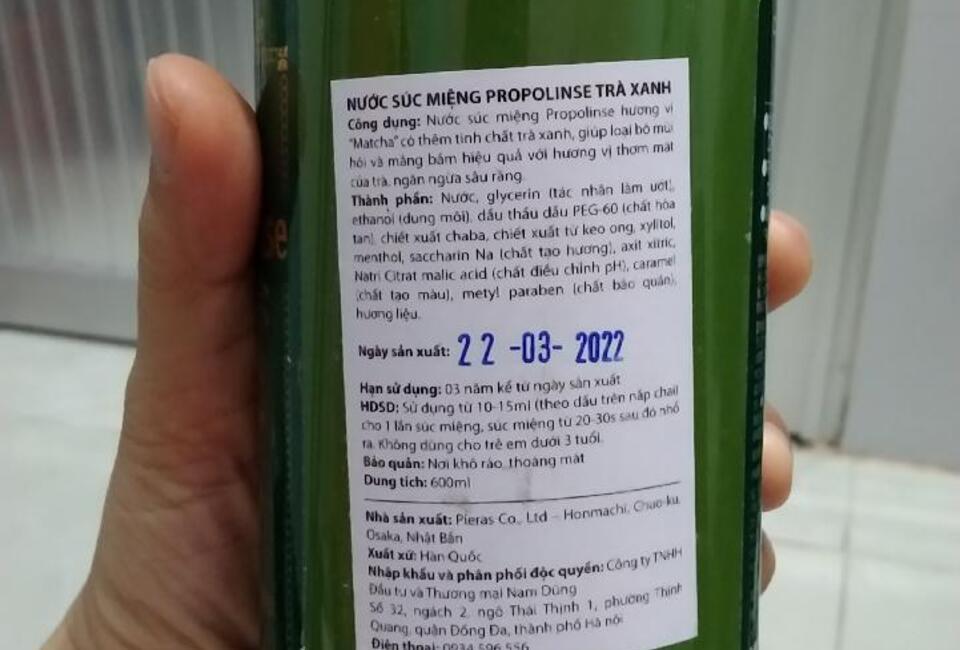 NƯỚC SÚC MIỆNG PROPOLINSE TRÀ XANH
Công dụng: Nước súc miệng Propolinse hương vị
"Matcha" có thêm tinh chất trà xanh, giúp loại bỏ mùi
hôi và mảng bám hiệu quả với hương vị thơm mát
của trà, ngăn ngừa sâu răng.
Thành phần: Nước, glycerin (tác nhân làm ướt),
ethanol (dung môi), dầu thầu dầu PEG-60 (chất hòa
tan), chiết xuất chaba, chiết xuất từ keo ong, xylitol,
menthol, saccharin Na (chất tạo hương), axit xitric,
Natri Citrat malic acid (chất điều chỉnh pH), caramel
(chất tạo màu), metyl paraben (chất bảo quản),
hương liệu.
Ngày sản xuất: 22-03-2022
Hạn sử dụng: 03 năm kể từ ngày sản xuất
HDSD: Sử dụng từ 10-15ml (theo dấu trên nắp chai)
cho 1 lần súc miệng, súc miệng từ 20-30s sau đó nhổ
ra. Không dùng cho trẻ em dưới 3 tuổi.
Bảo quản: Nơi khô ráo, thoáng mát
Dung tích: 600ml
Nhà sản xuất: Pieras Co., Ltd - Honmachi, Chuo-ku,
Osaka, Nhật Bản
Xuất xứ: Hàn Quốc
Nhập khẩu và phân phối độc quyền: Công ty TNHH
Đầu tư và Thương mại Nam Dũng
Số 32, ngách 2, ngõ Thái Thịnh 1, phường Thịnh
Quang, quận Đống Đa, thành phố Hà nội
Điện thoại: 0934 596 556